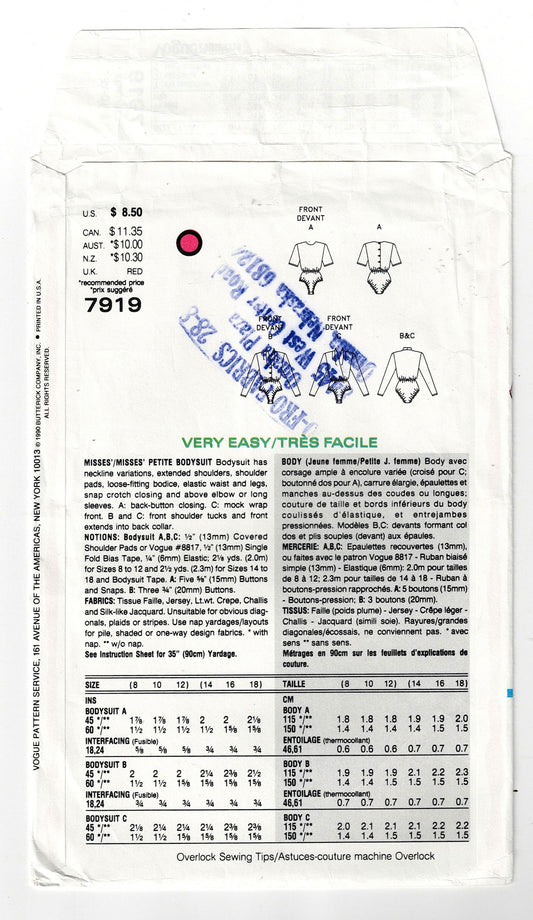 U.S. $ 8.50
CAN. $ 11.35
AUST. *$ 10.00
N.Z. *$ 10.30
U.K. RED
*recommended price
*prix suggéré
7919
FRONT
DEVANT
A
A
FRONT
DEVANT
B
FRONT
DEVANT
C
B&C
FABRICS 28-
Plaza
West Center Road
Nebraska 68124
VERY EASY/TRÈS FACILE
MISSES'/MISSES' PETITE BODYSUIT Bodysuit has
neckline variations, extended shoulders, shoulder
pads, loose-fitting bodice, elastic waist and legs,
snap crotch closing and above elbow or long
sleeves. A: back-button closing. C: mock wrap
front. B and C: front shoulder tucks and front
extends into back collar.
NOTIONS: Bodysuit A,B,C: ½" (13mm) Covered
Shoulder Pads or Vogue #8817, ½" (13mm) Single
Fold Bias Tape, ¼" (6mm) Elastic; 2⅛ yds. (2.0m)
for Sizes 8 to 12 and 2½ yds. (2.3m) for Sizes 14 to
18 and Bodysuit Tape. A: Five ⅝" (15mm) Buttons
and Snaps. B: Three ¾" (20mm) Buttons.
FABRICS: Tissue Faille, Jersey, Lt.wt. Crepe, Challis
and Silk-like Jacquard. Unsuitable for obvious diago-
nals, plaids or stripes. Use nap yardages/layouts
for pile, shaded or one-way design fabrics. * with
nap. ** w/o nap.
See Instruction Sheet for 35" (90cm) Yardage.
BODY (Jeune femme/Petite J. femme) Body avec
corsage ample à encolure variée (croisé pour C;
boutonné dos pour A), carrure élargie, épaulettes et
manches au-dessus des coudes ou longues;
couture de taille et bords inférieurs du body
coulissés d'élastique, et entrejambes
pressionnées. Modèles B,C: devants formant col
dos et plis souples (devant) aux épaules.
MERCERIE: A,B,C: Epaulettes recouvertes (13mm),
ou faites avec le patron Vogue 8817 - Ruban biaisé
simple (13mm) - Elastique (6mm): 2.0m pour tailles
de 8 à 12; 2.3m pour tailles de 14 à 18 - Ruban à
boutons-pression rapprochés. A: 5 boutons (15mm)
- Boutons-pression; B: 3 boutons (20mm).
TISSUS: Faille (poids plume) - Jersey - Crêpe léger -
Challis - Jacquard (simili soie). Rayures/grandes
diagonales/écossais, ne conviennent pas. * avec
sens ** sans sens.
Métrages en 90cm sur les feuillets d'explications de
couture.
SIZE (8 10 12) (14 16 18)
INS
BODYSUIT A
45 */** 1⅞ 1⅞ 1⅞ 2 2 2⅛
60 */** 1½ 1½ 1½ 1½ 1⅝ 1⅝
INTERFACING (Fusible)
18,24 ⅝ ⅝ ⅝ ¾ ¾ ¾
BODYSUIT B
45 */** 2 2 2 2¼ 2⅜ 2½
60 */** 1½ 1½ 1⅝ 1⅝ 1⅝ 1⅝
INTERFACING (Fusible)
18,24 ¾ ¾ ¾ ¾ ¾ ¾
BODYSUIT C
45 */** 2⅛ 2¼ 2¼ 2¼ 2⅜ 2⅜
60 */** 1½ 1½ 1⅝ 1⅝ 1⅝ 1⅝
TAILLE (8 10 12) (14 16 18)
CM
BODY A
115 */** 1.8 1.8 1.8 1.9 1.9 2.0
150 */** 1.4 1.4 1.4 1.4 1.5 1.5
ENTOILAGE (thermocollant)
46,61 0.6 0.6 0.6 0.7 0.7 0.7
BODY B
115 */** 1.9 1.9 1.9 2.1 2.2 2.3
150 */** 1.4 1.4 1.5 1.5 1.5 1.5
ENTOILAGE (thermocollant)
46,61 0.7 0.7 0.7 0.7 0.7 0.7
BODY C
115 */** 2.0 2.1 2.1 2.1 2.2 2.2
150 */** 1.4 1.4 1.5 1.5 1.5 1.5
Overlock Sewing Tips/Astuces-couture machine Overlock
VOGUE PATTERN SERVICE, 161 AVENUE OF THE AMERICAS, NEW YORK 10013 © 1990 BUTTERICK COMPANY, INC. ● PRINTED IN U.S.A.
ALL RIGHTS RESERVED.